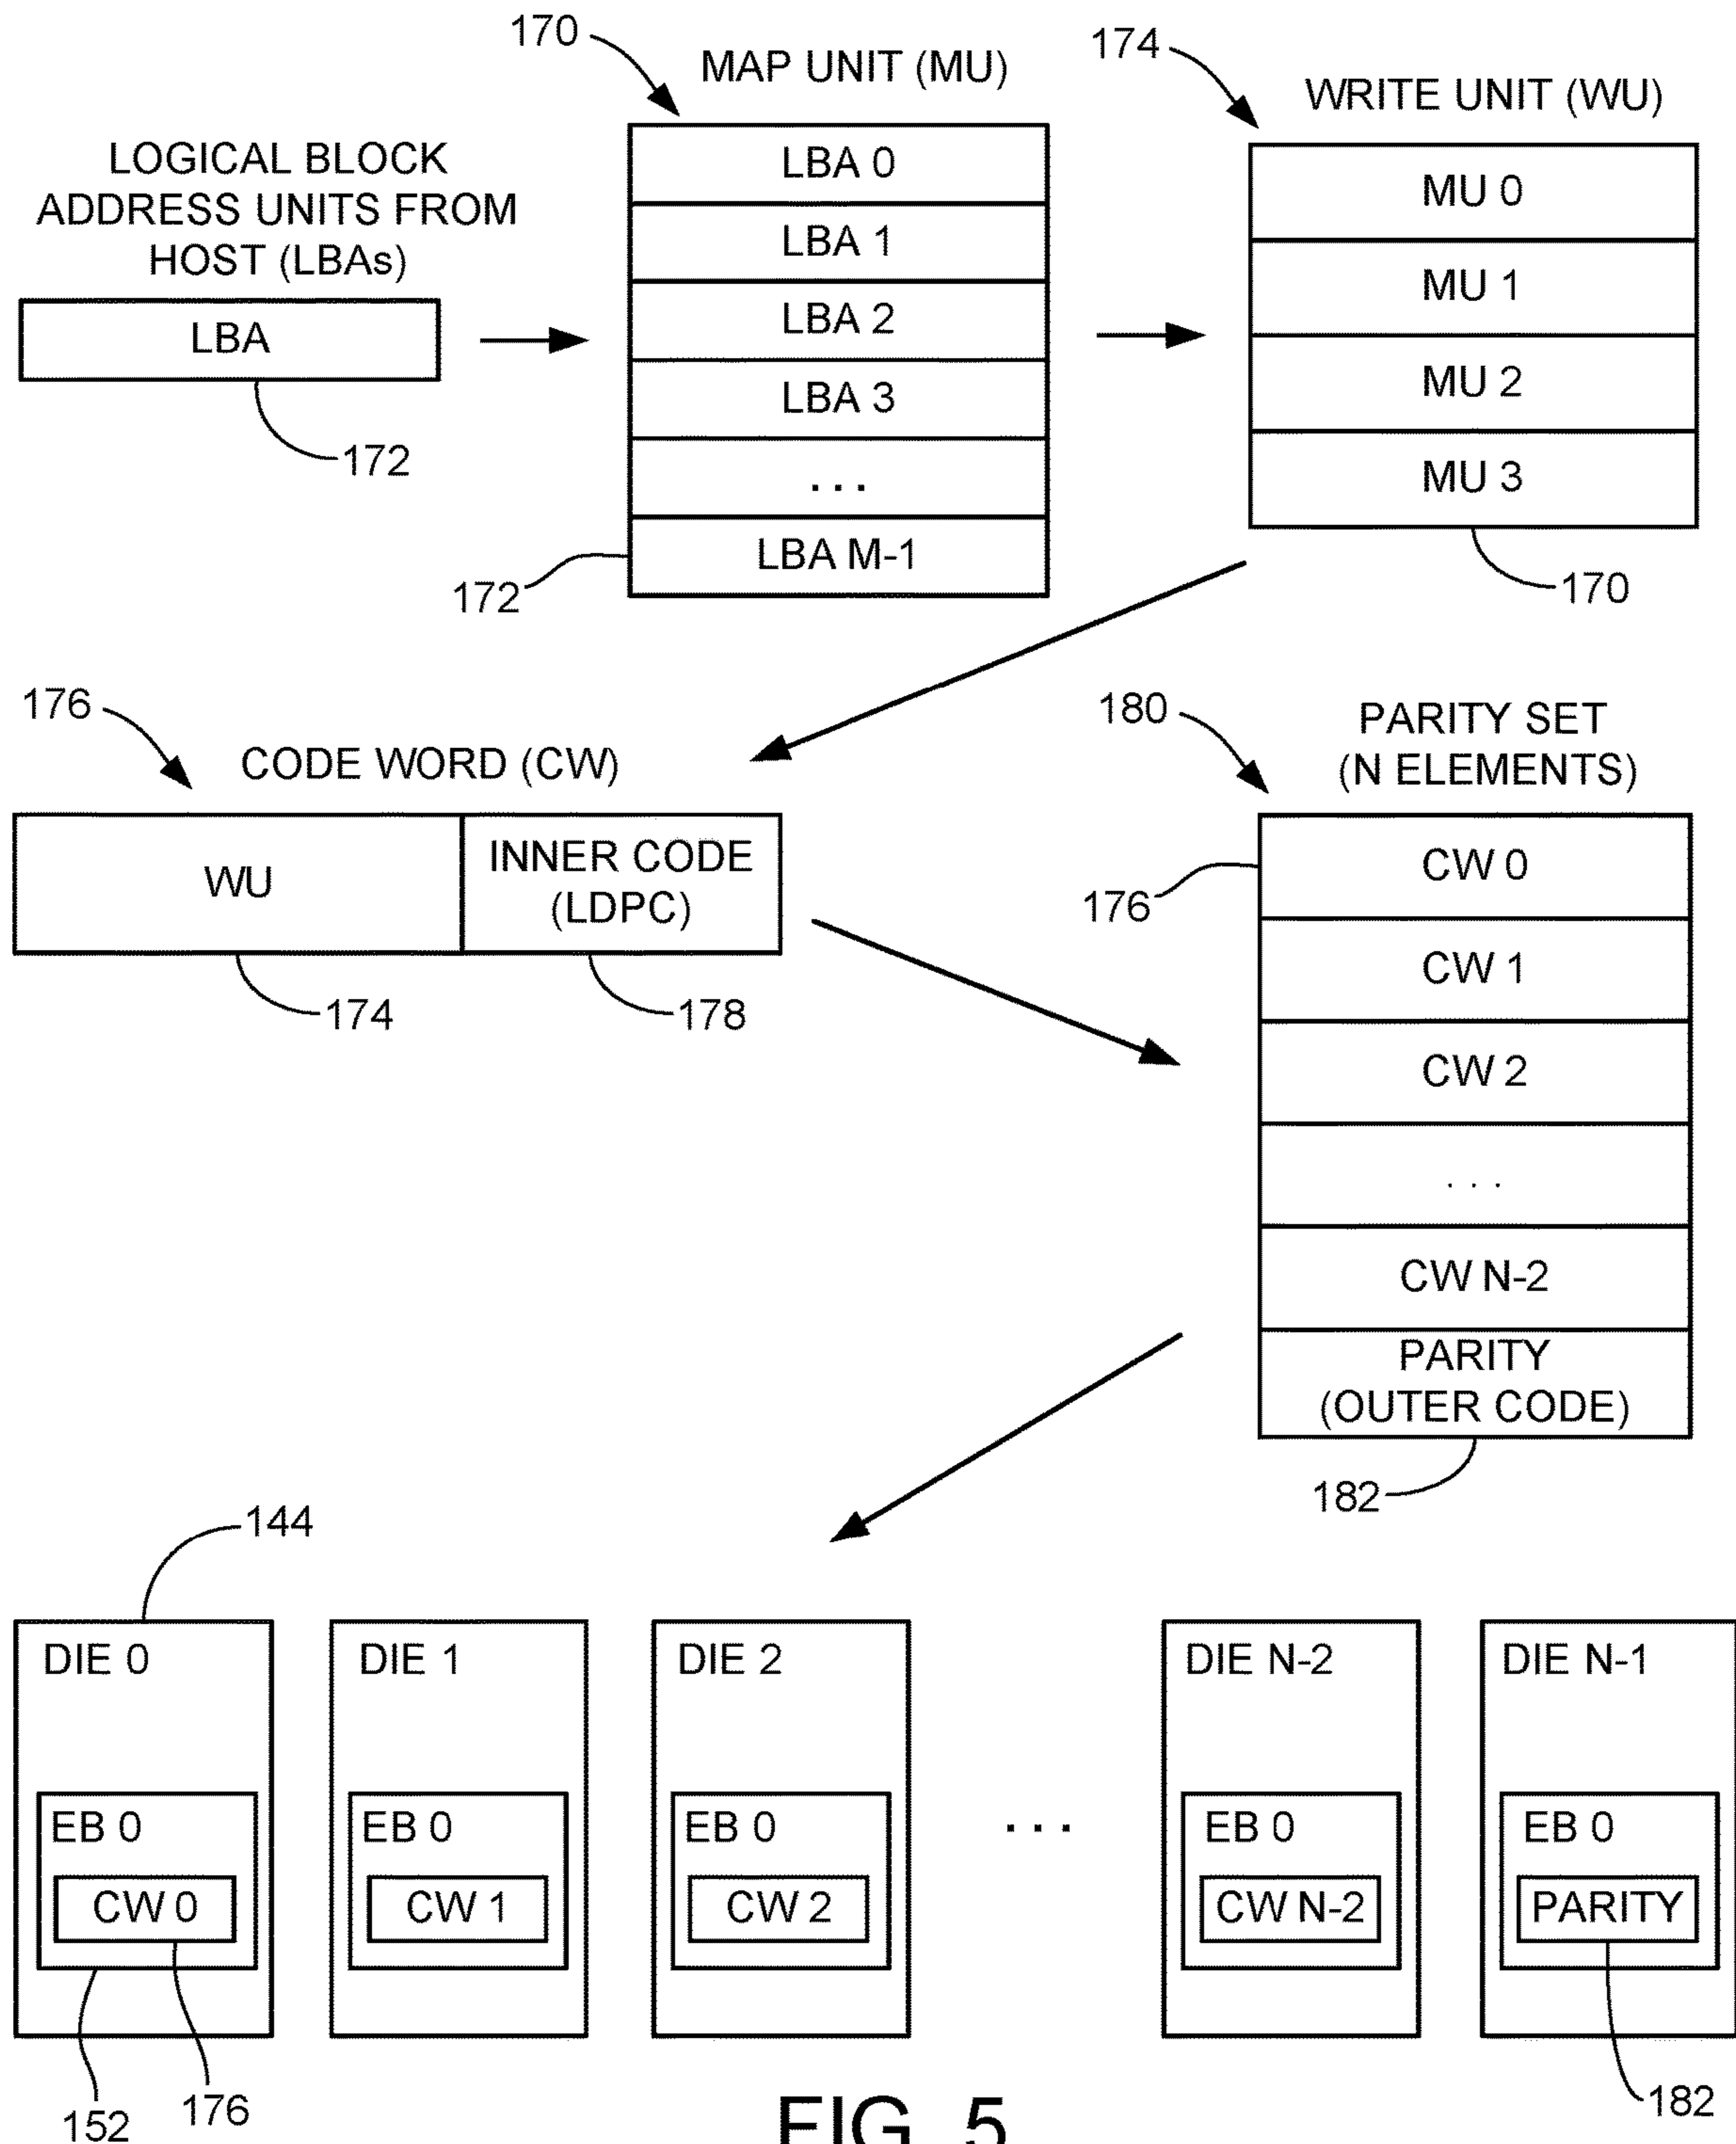 170
MAP UNIT (MU)
174
WRITE UNIT (WU)
LOGICAL BLOCK
ADDRESS UNITS FROM
HOST (LBAs)
LBA
172
LBA 0
LBA 1
LBA 2
LBA 3
...
LBA M-1
172
MU 0
MU 1
MU 2
MU 3
170
176
CODE WORD (CW)
WU
INNER CODE
(LDPC)
174
178
180
PARITY SET
(N ELEMENTS)
CW 0
176
CW 1
CW 2
...
CW N-2
PARITY
(OUTER CODE)
182
144
DIE 0
EB 0
CW 0
152
176
DIE 1
EB 0
CW 1
DIE 2
EB 0
CW 2
...
DIE N-2
EB 0
CW N-2
DIE N-1
EB 0
PARITY
182
FIG. 5